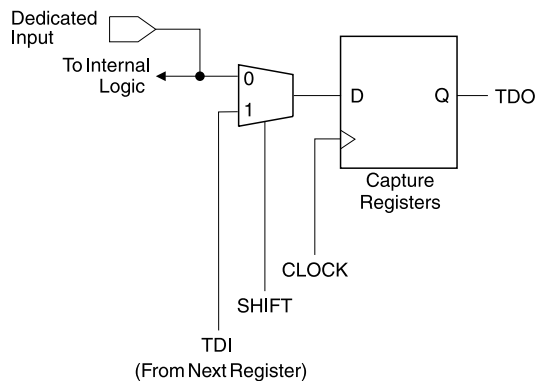 Dedicated
Input
To Internal
Logic
0
1
D
Q
TDO
Capture
Registers
CLOCK
SHIFT
TDI
(From Next Register)